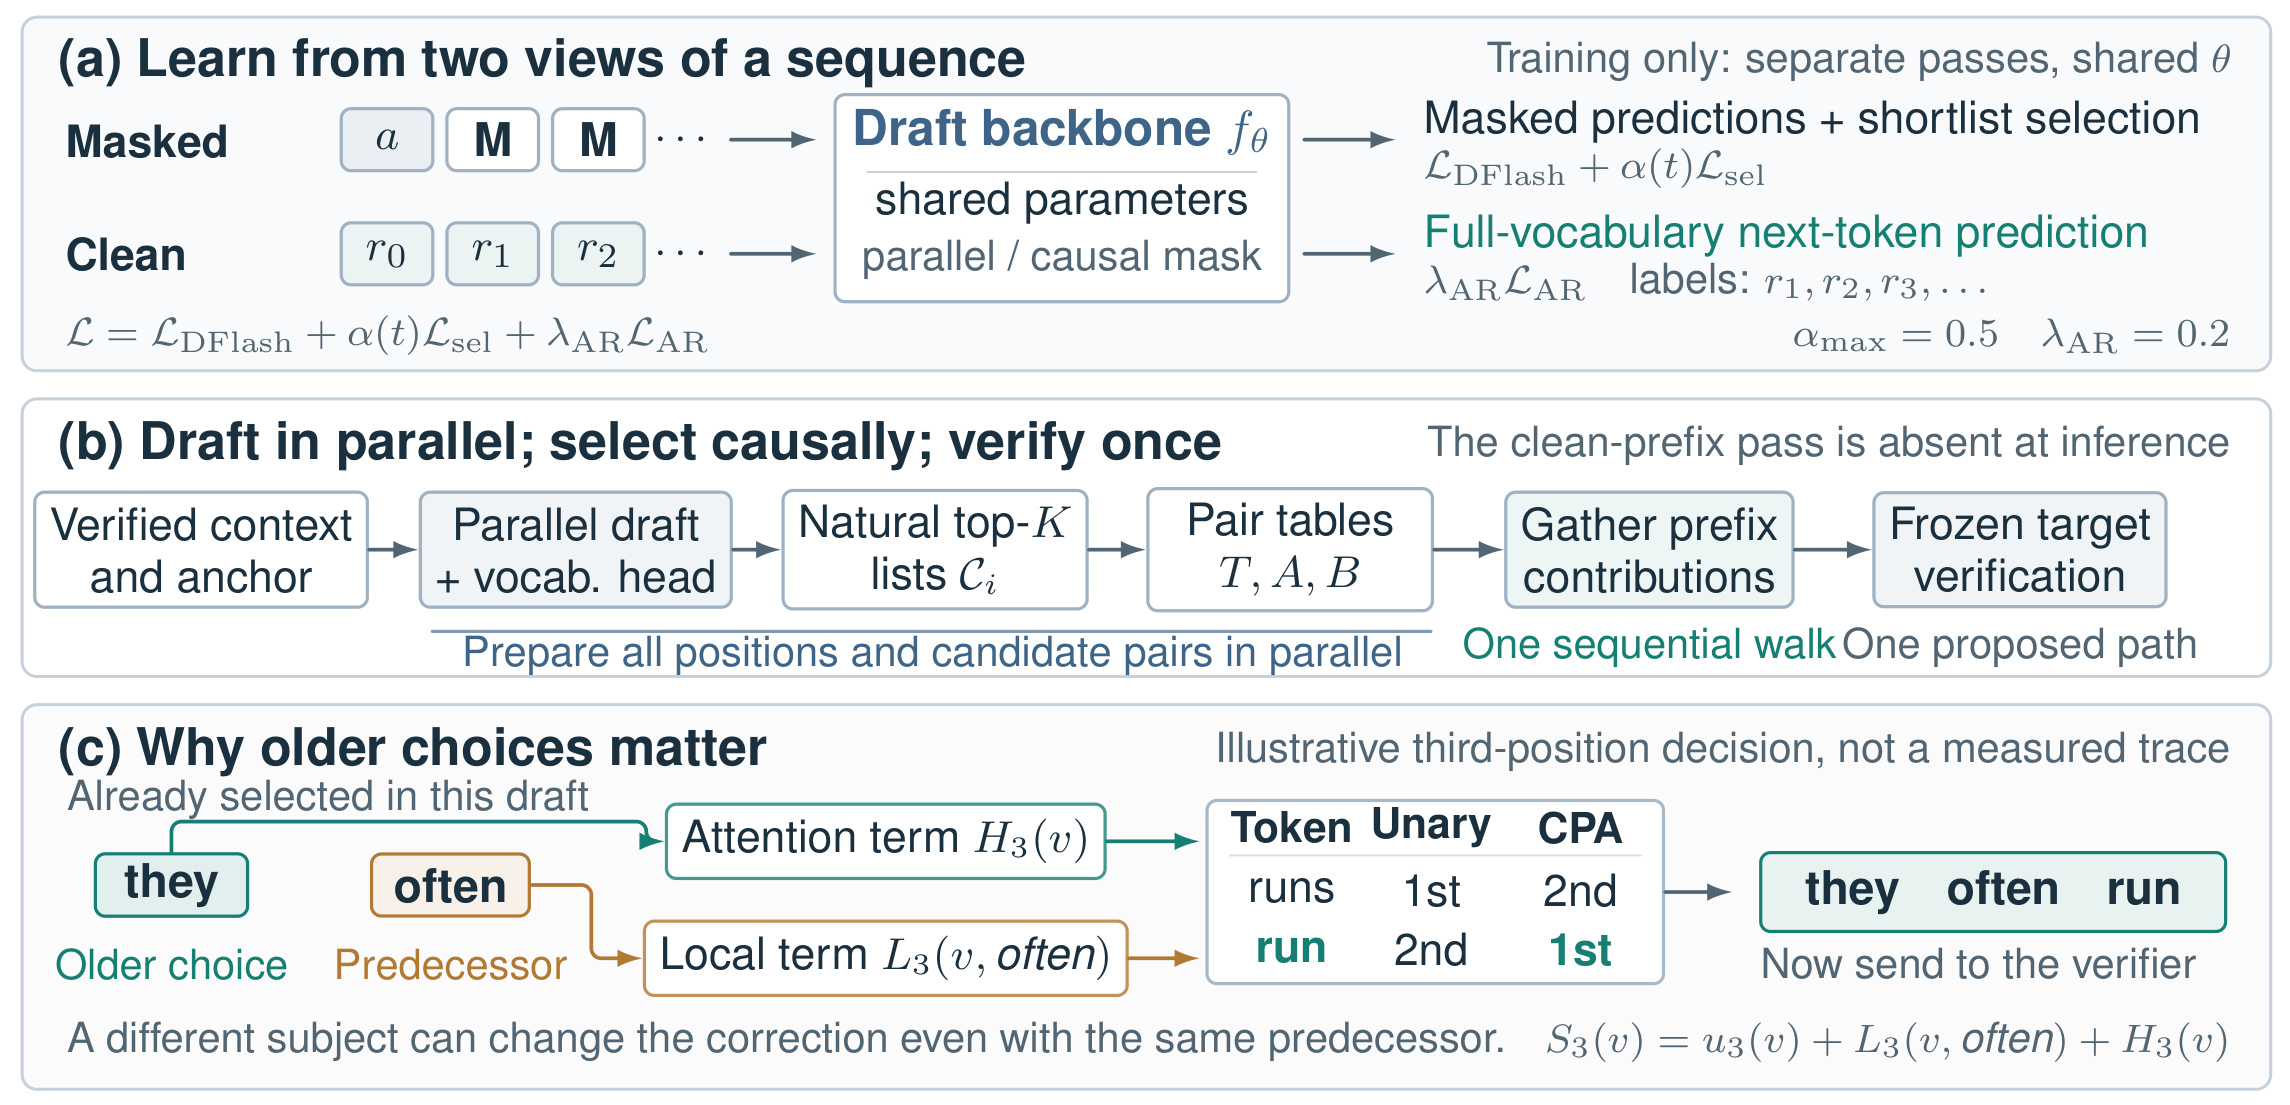 (a) Learn from two views of a sequence
Training only: separate passes, shared θ
Masked a M M ···
Draft backbone f_θ
shared parameters
parallel / causal mask
Masked predictions + shortlist selection
ℒ_DFlash + α(t)ℒ_sel
Clean r_0 r_1 r_2 ···
Full-vocabulary next-token prediction
λ_AR ℒ_AR labels: r_1, r_2, r_3, …
ℒ = ℒ_DFlash + α(t)ℒ_sel + λ_AR ℒ_AR
α_max = 0.5 λ_AR = 0.2
(b) Draft in parallel; select causally; verify once
The clean-prefix pass is absent at inference
Verified context
and anchor
Parallel draft
+ vocab. head
Natural top-K
lists 𝒞_i
Pair tables
T, A, B
Gather prefix
contributions
Frozen target
verification
Prepare all positions and candidate pairs in parallel
One sequential walk
One proposed path
(c) Why older choices matter
Illustrative third-position decision, not a measured trace
Already selected in this draft
they
Older choice
often
Predecessor
Attention term H_3(v)
Local term L_3(v, often)
Token Unary CPA
runs 1st 2nd
run 2nd 1st
they often run
Now send to the verifier
A different subject can change the correction even with the same predecessor.
S_3(v) = u_3(v) + L_3(v, often) + H_3(v)